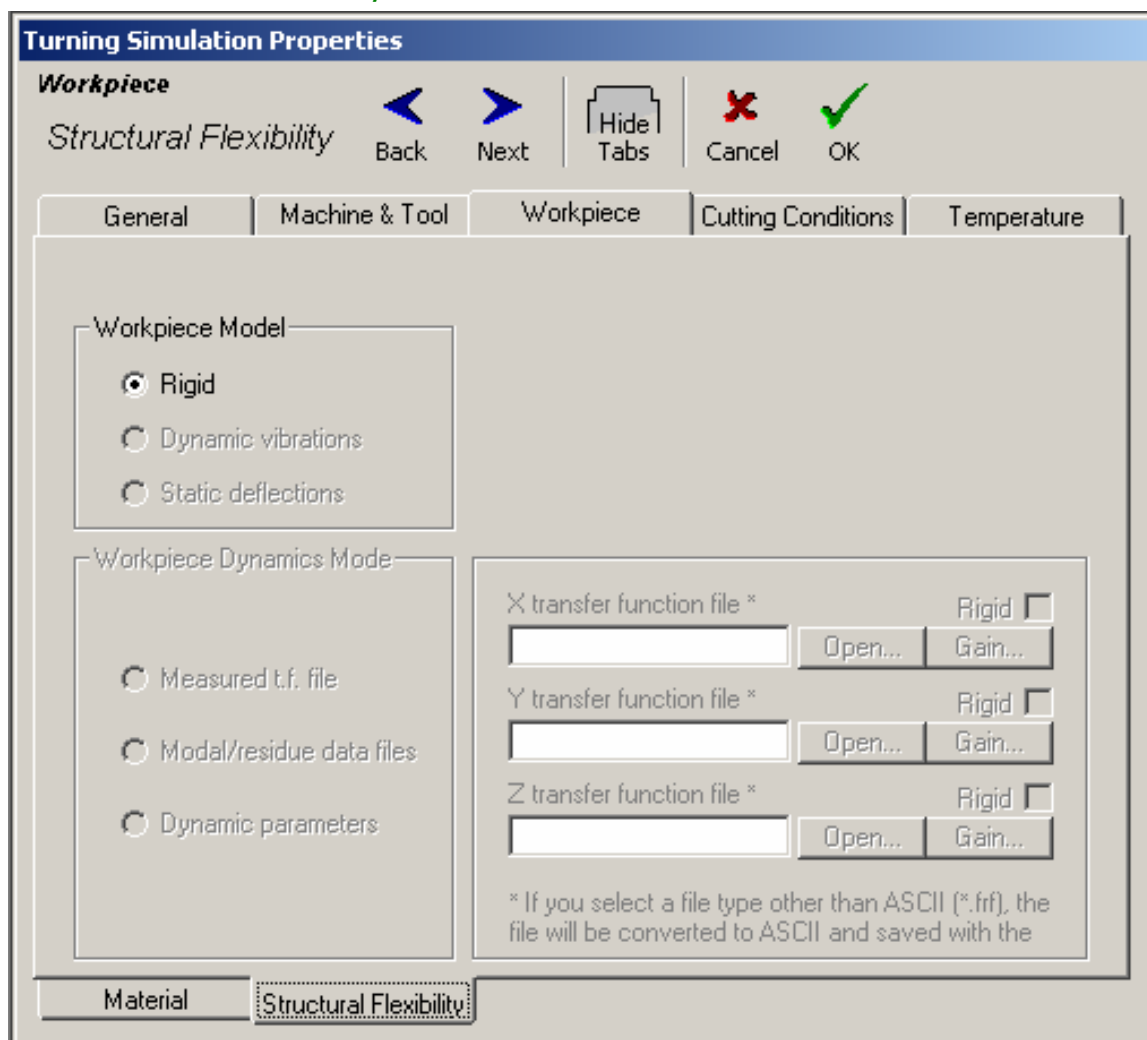 Turning Simulation Properties
Workpiece
Structural Flexibility
Back
Next
Hide
Tabs
Cancel
OK
General
Machine & Tool
Workpiece
Cutting Conditions
Temperature
Workpiece Model
Rigid
Dynamic vibrations
Static deflections
Workpiece Dynamics Mode
Measured t.f. file
Modal/residue data files
Dynamic parameters
X transfer function file *
Rigid
Open...
Gain...
Y transfer function file *
Rigid
Open...
Gain...
Z transfer function file *
Rigid
Open...
Gain...
* If you select a file type other than ASCII (*.frf), the
file will be converted to ASCII and saved with the
Material
Structural Flexibility